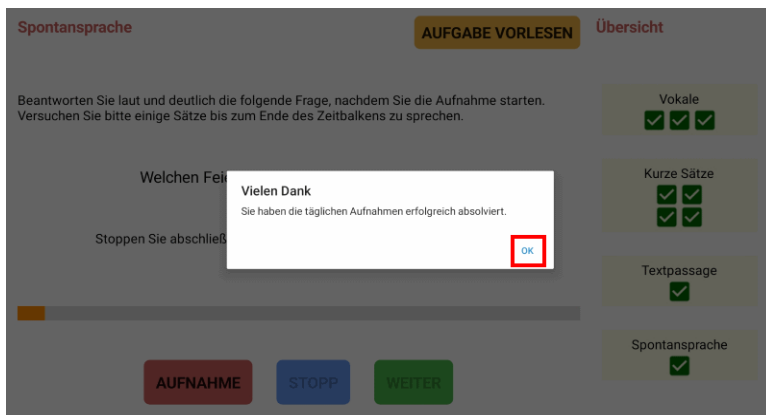 Spontansprache
AUFGABE VORLESEN
Übersicht
Beantworten Sie laut und deutlich die folgende Frage, nachdem Sie die Aufnahme starten.
Versuchen Sie bitte einige Sätze bis zum Ende des Zeitbalkens zu sprechen.
Welchen Feie
Stoppen Sie abschließ
Vielen Dank
Sie haben die täglichen Aufnahmen erfolgreich absolviert.
OK
AUFNAHME
STOPP
WEITER
Vokale
Kurze Sätze
Textpassage
Spontansprache